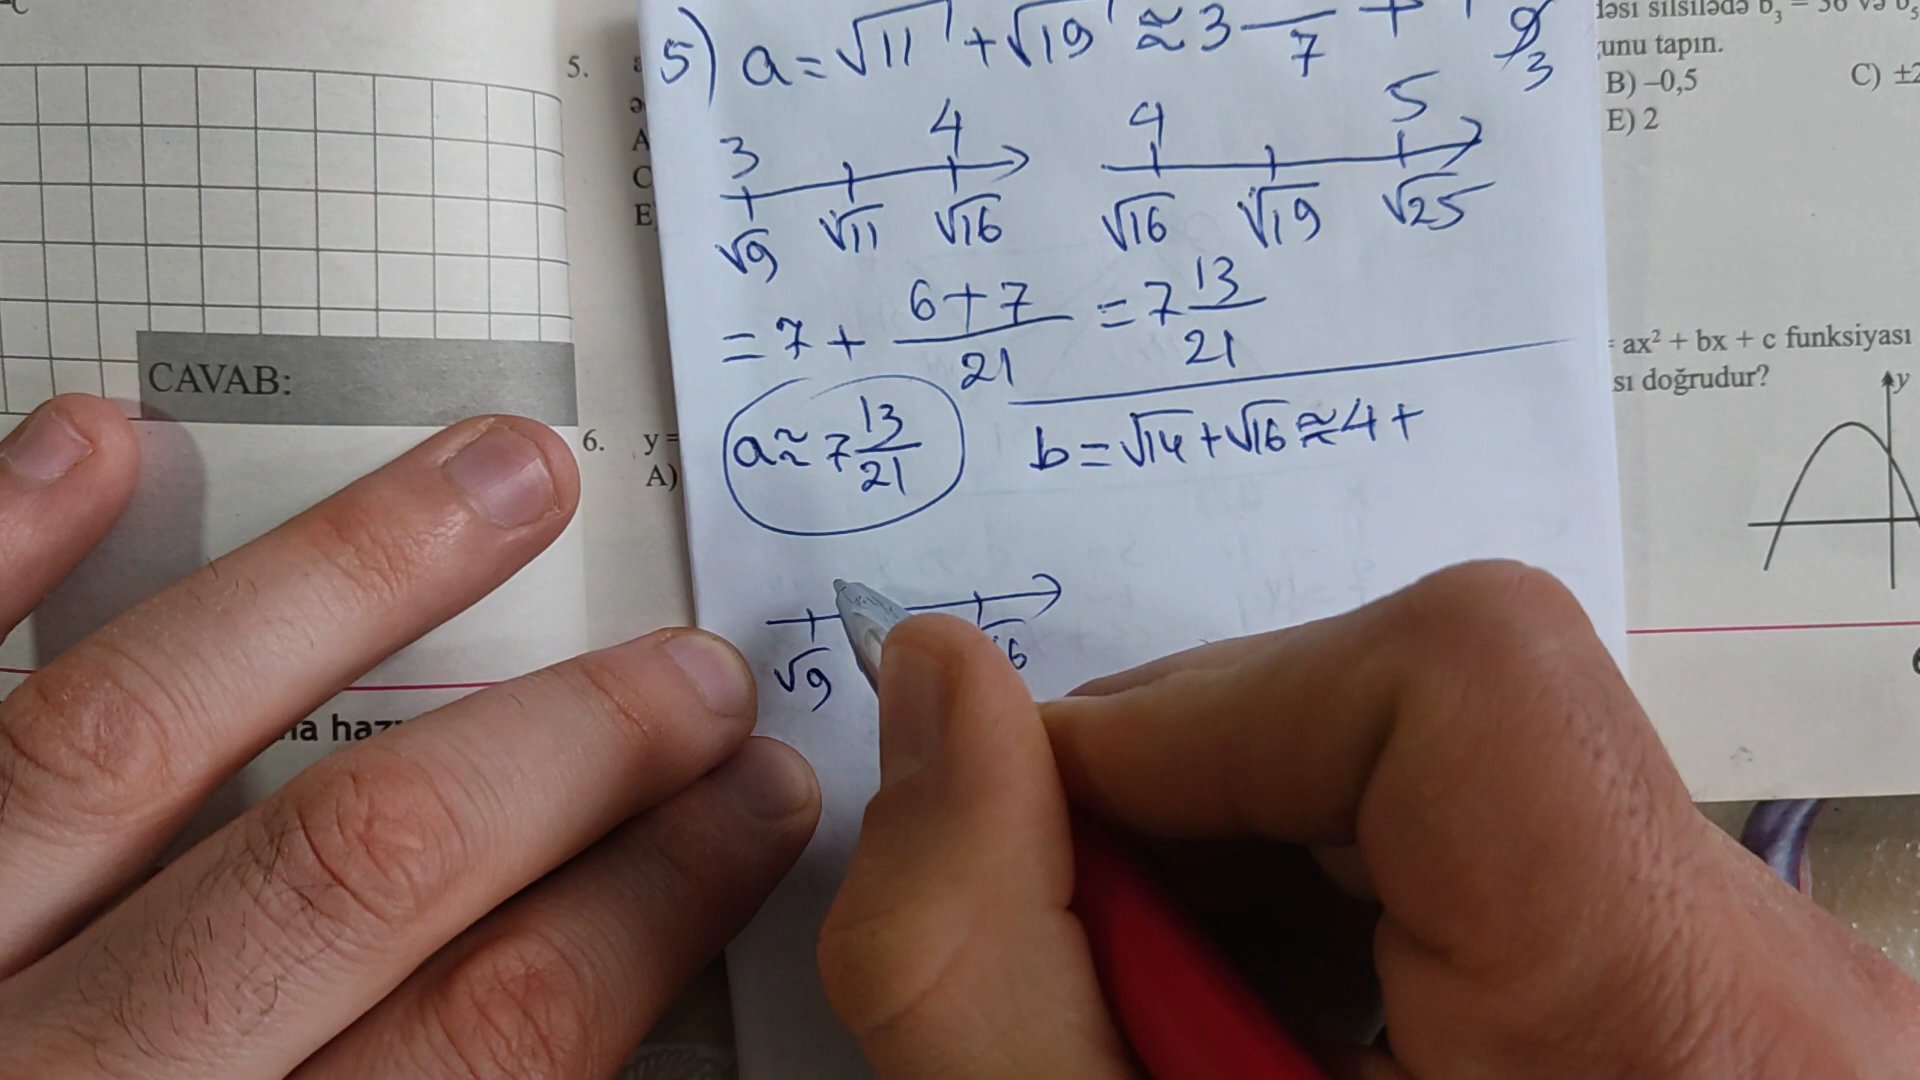 5) a = √11 + √19 ≈ 3 — 7 + 9 3
3 4
√9 √11 √16
4 5
√16 √19 √25
= 7 + 6+7/21 = 7 13/21
a ≈ 7 13/21
b = √14 + √16 ≈ 4 +
√9
5.
A
C
E
CAVAB:
6. y =
A)
unu tapın.
B) –0,5 C) ±2
E) 2
= ax² + bx + c funksiyası
sı doğrudur?
y